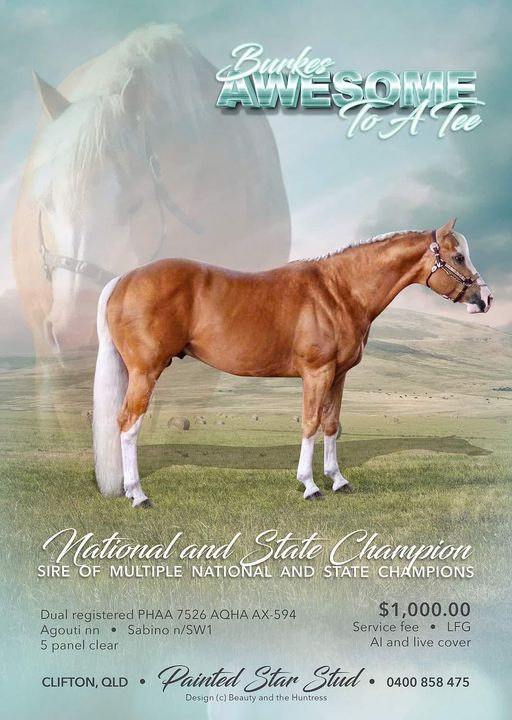 Burkes
AWESOME
To A Tee
National and State Champion
SIRE OF MULTIPLE NATIONAL AND STATE CHAMPIONS
Dual registered PHAA 7526 AQHA AX-594
Agouti nn • Sabino n/SW1
5 panel clear
$1,000.00
Service fee • LFG
AI and live cover
CLIFTON, QLD • Painted Star Stud • 0400 858 475
Design (c) Beauty and the Huntress